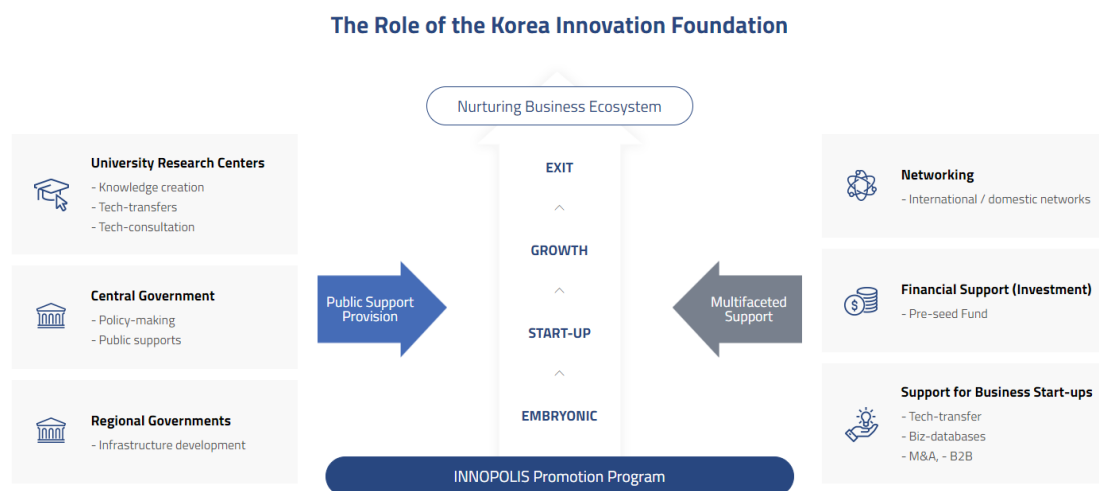 The Role of the Korea Innovation Foundation
Nurturing Business Ecosystem
University Research Centers
- Knowledge creation
- Tech-transfers
- Tech-consultation
Central Government
- Policy-making
- Public supports
Regional Governments
- Infrastructure development
Public Support
Provision
EXIT
GROWTH
START-UP
EMBRYONIC
INNOPOLIS Promotion Program
Multifaceted
Support
Networking
- International / domestic networks
Financial Support (Investment)
- Pre-seed Fund
Support for Business Start-ups
- Tech-transfer
- Biz-databases
- M&A, - B2B